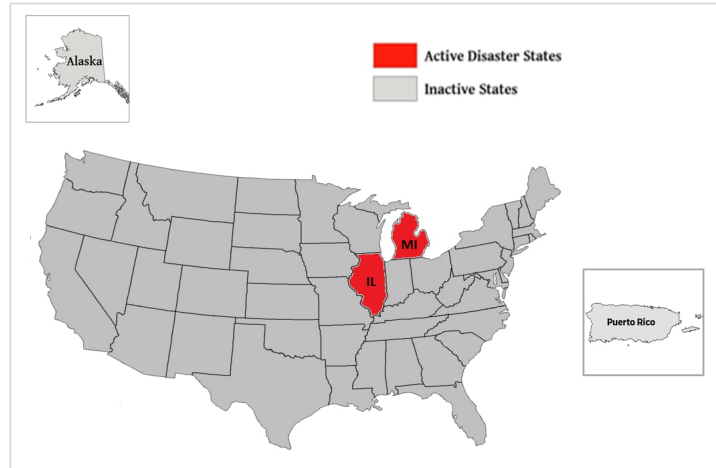 Alaska
Active Disaster States
Inactive States
MI
IL
Puerto Rico